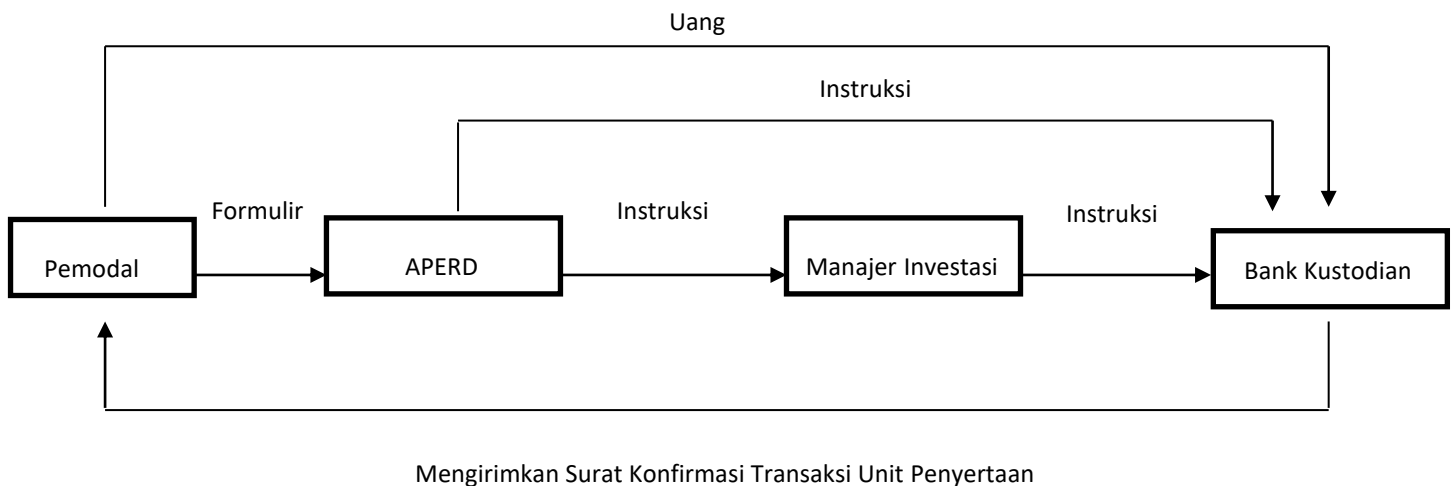 Uang
Instruksi
Formulir
Instruksi
Instruksi
Pemodal
APERD
Manajer Investasi
Bank Kustodian
Mengirimkan Surat Konfirmasi Transaksi Unit Penyertaan